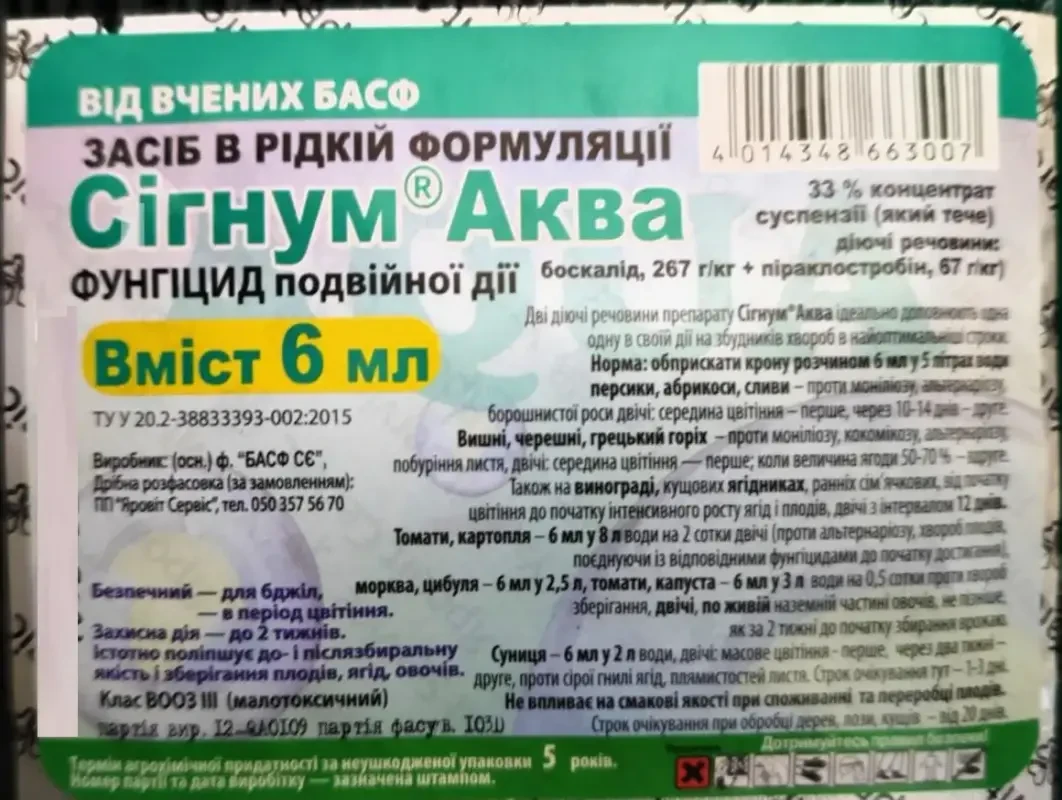 ВІД ВЧЕНИХ БАСФ
ЗАСІБ В РІДКІЙ ФОРМУЛЯЦІЇ
Сігнум® Аква
ФУНГІЦИД подвійної дії
Вміст 6 мл
ТУ У 20.2-38833393-002:2015
Виробник: (осн.) ф. "БАСФ СЄ",
Дрібна розфасовка (за замовленням):
ПП "Яровіт Сервіс", тел. 050 357 56 70
Безпечний — для бджіл,
— в період цвітіння.
Захисна дія — до 2 тижнів.
Істотно поліпшує до- і післязбиральну
якість і зберігання плодів, ягід, овочів.
Клас ВООЗ III (малотоксичний)
партія вир. 12 партія фасув.
4 014348 663007
33 % концентрат
суспензії (який тече)
діючі речовини:
боскалід, 267 г/кг + піраклостробін, 67 г/кг)
Дві діючі речовини препарату Сігнум® Аква ідеально доповнюють одна
одну в своїй дії на збудників хвороб в найоптимальніші строки.
Норма: обприскати крону розчином 6 мл у 5 літрах води
персики, абрикоси, сливи – проти моніліозу, альтернаріозу,
борошнистої роси двічі: середина цвітіння – перше, через 10-14 днів – друге.
Вишні, черешні, грецький горіх – проти моніліозу, кокомікозу, альтернаріозу,
побуріння листя, двічі: середина цвітіння — перше; коли величина ягоди 50-70 % – друге.
Також на винограді, кущових ягідниках, ранніх сім'ячкових, від початку
цвітіння до початку інтенсивного росту ягід і плодів, двічі з інтервалом 12 днів.
Томати, картопля – 6 мл у 8 л води на 2 сотки двічі (проти альтернаріозу, хвороб плодів,
поєднуючи із відповідними фунгіцидами до початку достигання).
морква, цибуля – 6 мл у 2,5 л, томати, капуста – 6 мл у 3 л води на 0,5 сотки проти хвороб
зберігання, двічі, по живій наземній частині овочів, не пізніше,
як за 2 тижні до початку збирання врожаю.
Суниця – 6 мл у 2 л води, двічі: масове цвітіння - перше, через два тижні –
друге, проти сірої гнилі ягід, плямистостей листя. Строк очікування тут – 1-3 дні.
Не впливає на смакові якості при споживанні та переробці плодів.
Строк очікування при обробці дерев, лози, кущів – від 20 днів.
Термін агрохімічної придатності за неушкодженої упаковки 5 років.
Номер партії та дата виробітку — зазначена штампом.
Дотримуйтесь правил безпеки!